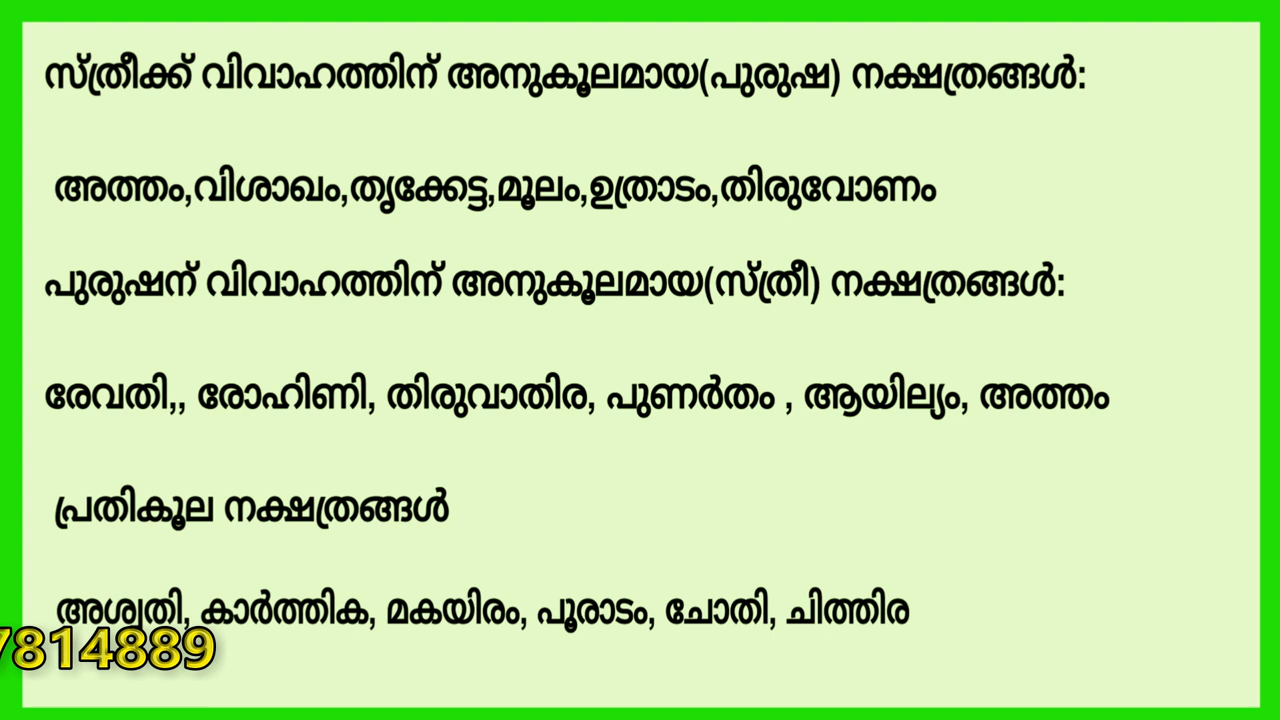 സ്ത്രീക്ക് വിവാഹത്തിന് അനുകൂലമായ(പുരുഷ) നക്ഷത്രങ്ങൾ:
അത്തം,വിശാഖം,തൃക്കേട്ട,മൂലം,ഉത്രാടം,തിരുവോണം
പുരുഷന് വിവാഹത്തിന് അനുകൂലമായ(സ്ത്രീ) നക്ഷത്രങ്ങൾ:
രേവതി,, രോഹിണി, തിരുവാതിര, പുണർതം , ആയില്യം, അത്തം
പ്രതികൂല നക്ഷത്രങ്ങൾ
അശ്വതി, കാർത്തിക, മകയിരം, പൂരാടം, ചോതി, ചിത്തിര
7814889